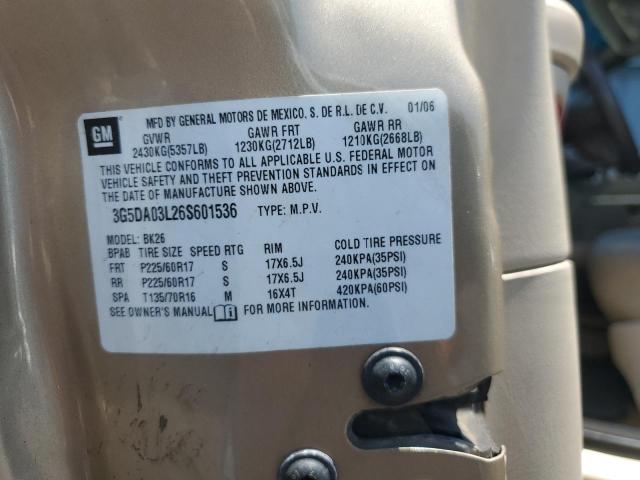 GM
MFD BY GENERAL MOTORS DE MEXICO, S. DE R.L. DE C.V. 01/06
GVWR GAWR FRT GAWR RR
2430KG(5357LB) 1230KG(2712LB) 1210KG(2668LB)
THIS VEHICLE CONFORMS TO ALL APPLICABLE U.S. FEDERAL MOTOR
VEHICLE SAFETY AND THEFT PREVENTION STANDARDS IN EFFECT ON
THE DATE OF MANUFACTURE SHOWN ABOVE.
3G5DA03L26S601536 TYPE: M.P.V.
MODEL: BK26
BPAB TIRE SIZE SPEED RTG RIM COLD TIRE PRESSURE
FRT P225/60R17 S 17X6.5J 240KPA(35PSI)
RR P225/60R17 S 17X6.5J 240KPA(35PSI)
SPA T135/70R16 M 16X4T 420KPA(60PSI)
SEE OWNER'S MANUAL FOR MORE INFORMATION.